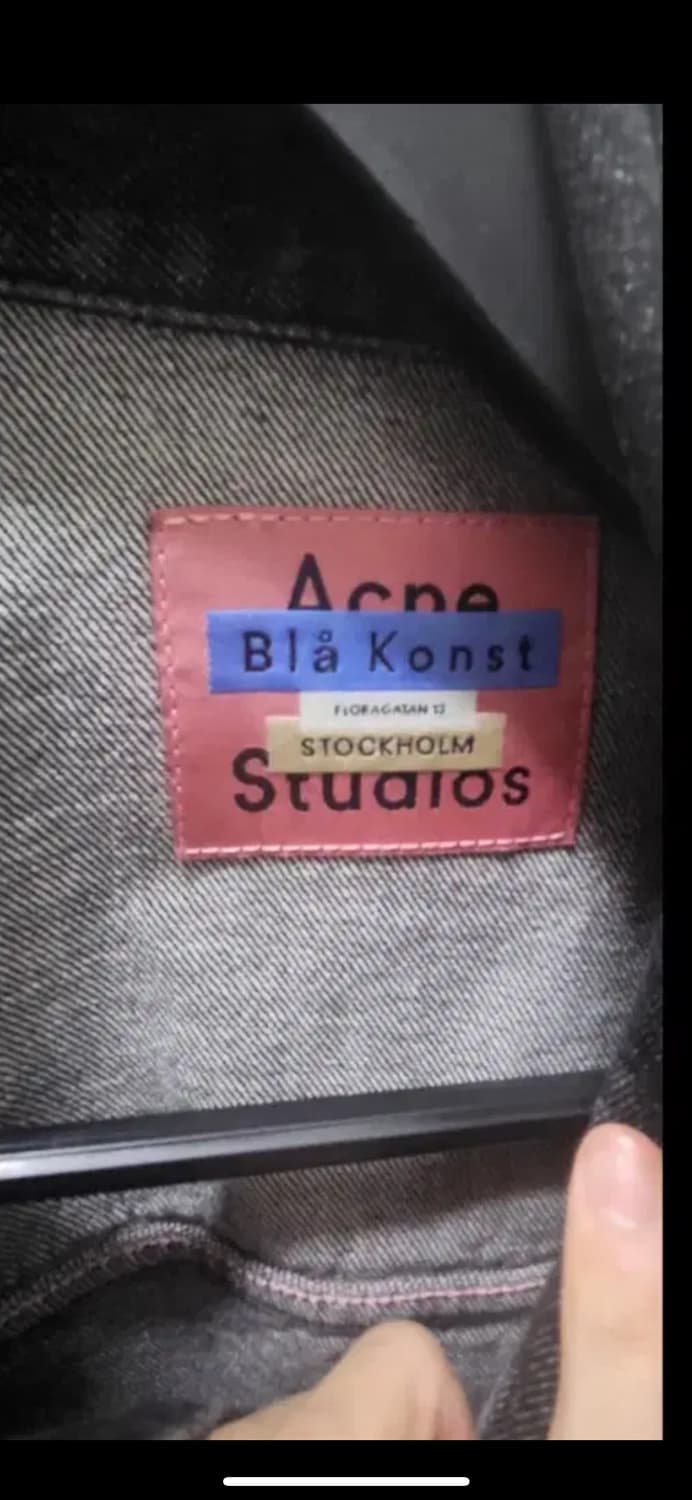 Acne
Blå Konst
FLORAGATAN 13
STOCKHOLM
Studios